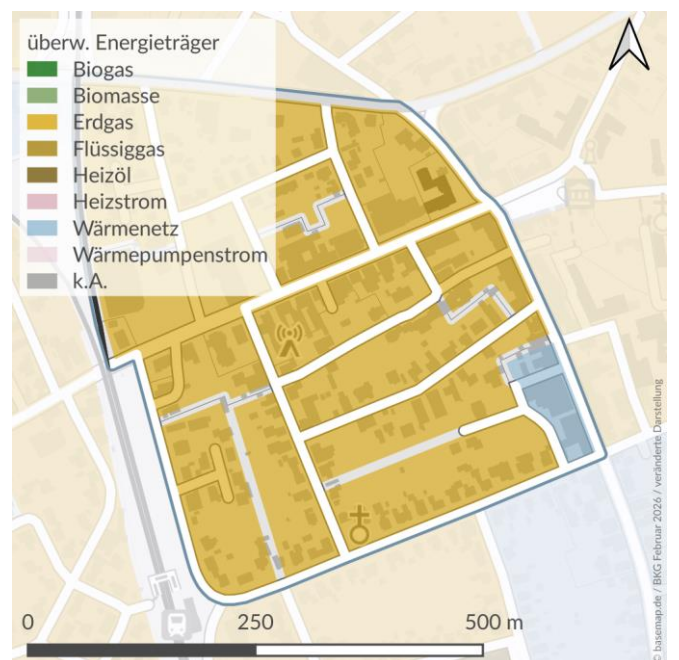 überw. Energieträger
Biogas
Biomasse
Erdgas
Flüssiggas
Heizöl
Heizstrom
Wärmenetz
Wärmepumpenstrom
k.A.
© basemap.de / BKG Februar 2026 / veränderte Darstellung
0 250 500 m